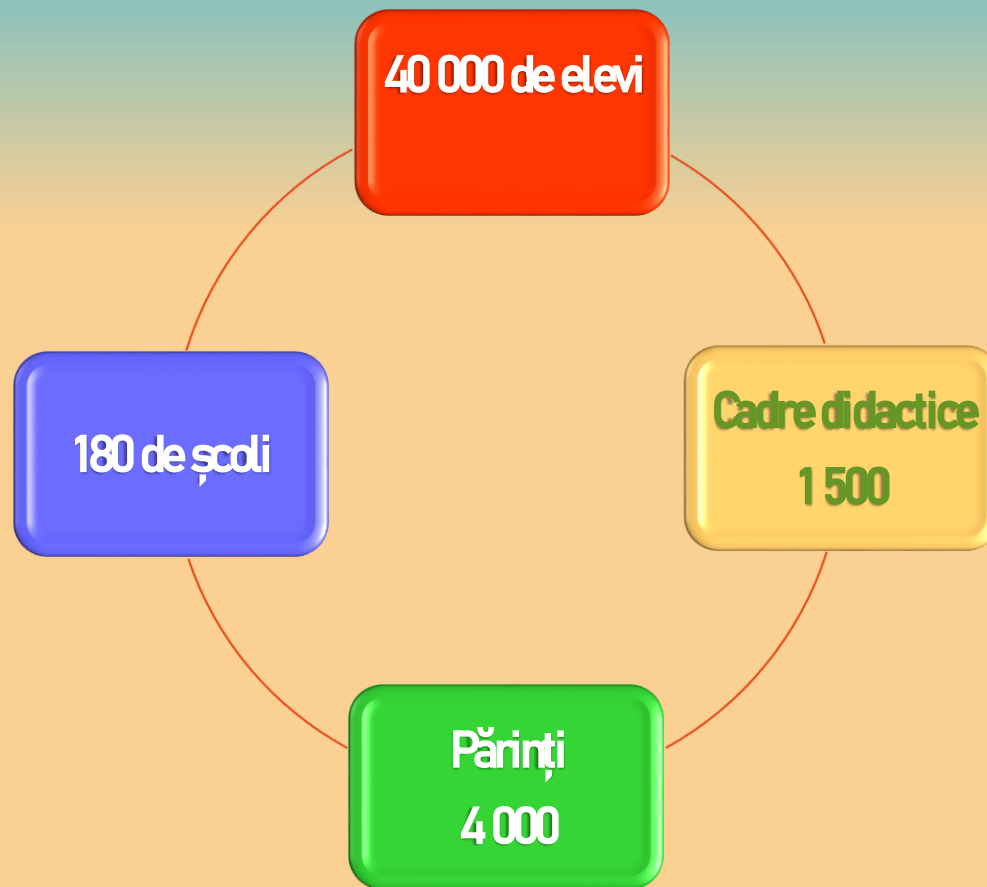 40 000 de elevi
180 de școli
Cadre didactice
1 500
Părinți
4 000